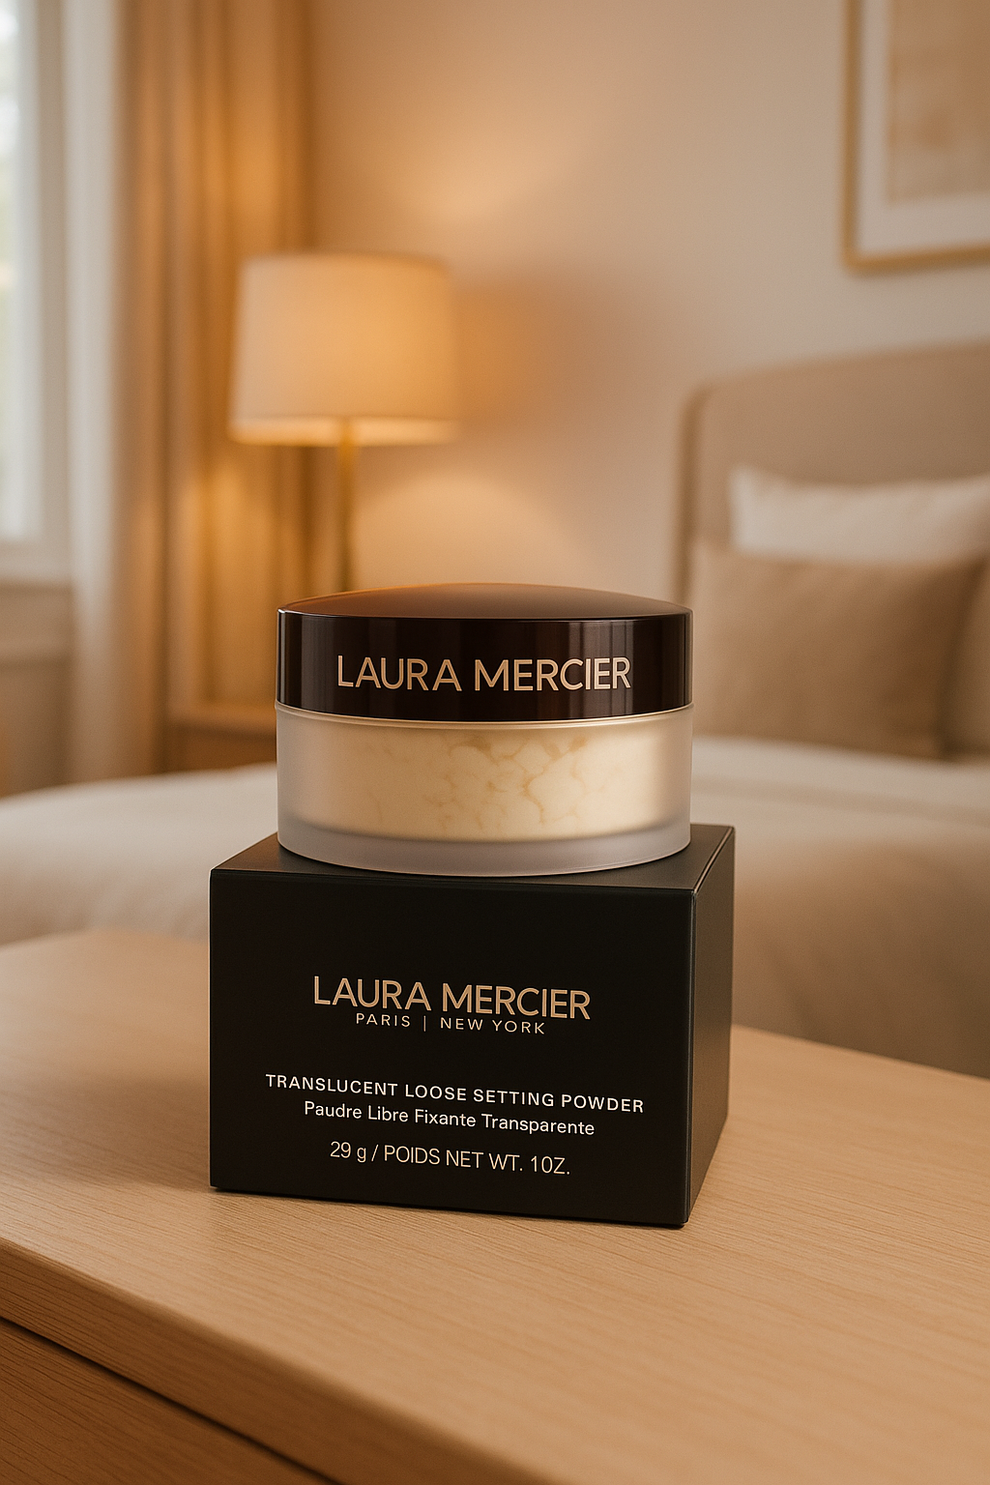 LAURA MERCIER
LAURA MERCIER
PARIS | NEW YORK
TRANSLUCENT LOOSE SETTING POWDER
Paudre Libre Fixante Transparente
29 g / POIDS NET WT. 1OZ.